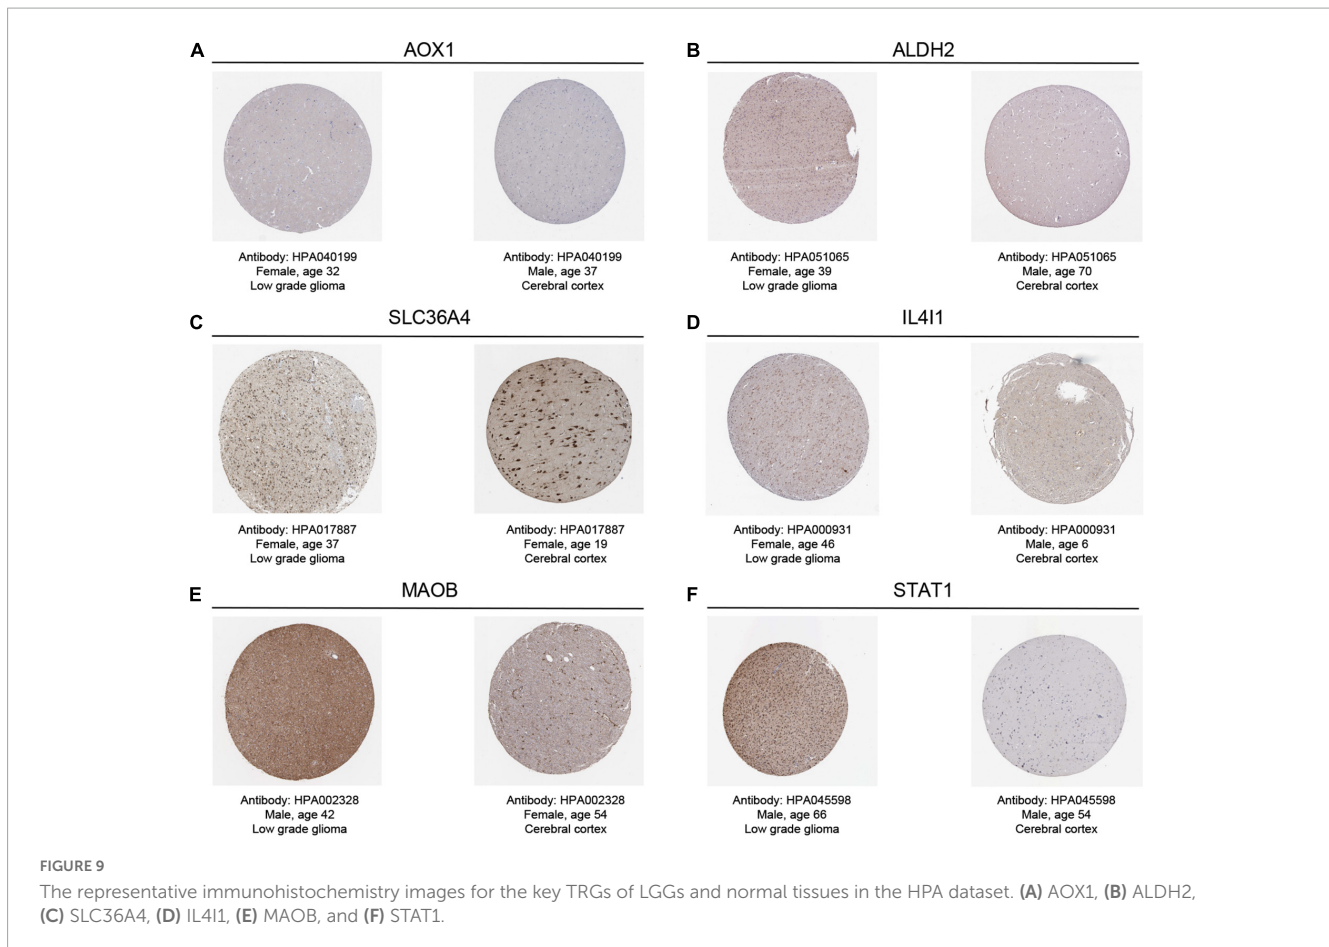 A AOX1
B ALDH2
Antibody: HPA040199
Female, age 32
Low grade glioma
Antibody: HPA040199
Male, age 37
Cerebral cortex
Antibody: HPA051065
Female, age 39
Low grade glioma
Antibody: HPA051065
Male, age 70
Cerebral cortex
C SLC36A4
D IL4I1
Antibody: HPA017887
Female, age 37
Low grade glioma
Antibody: HPA017887
Female, age 19
Cerebral cortex
Antibody: HPA000931
Female, age 46
Low grade glioma
Antibody: HPA000931
Male, age 6
Cerebral cortex
E MAOB
F STAT1
Antibody: HPA002328
Male, age 42
Low grade glioma
Antibody: HPA002328
Female, age 54
Cerebral cortex
Antibody: HPA045598
Male, age 66
Low grade glioma
Antibody: HPA045598
Male, age 54
Cerebral cortex
FIGURE 9
The representative immunohistochemistry images for the key TRGs of LGGs and normal tissues in the HPA dataset. (A) AOX1, (B) ALDH2,
(C) SLC36A4, (D) IL4I1, (E) MAOB, and (F) STAT1.